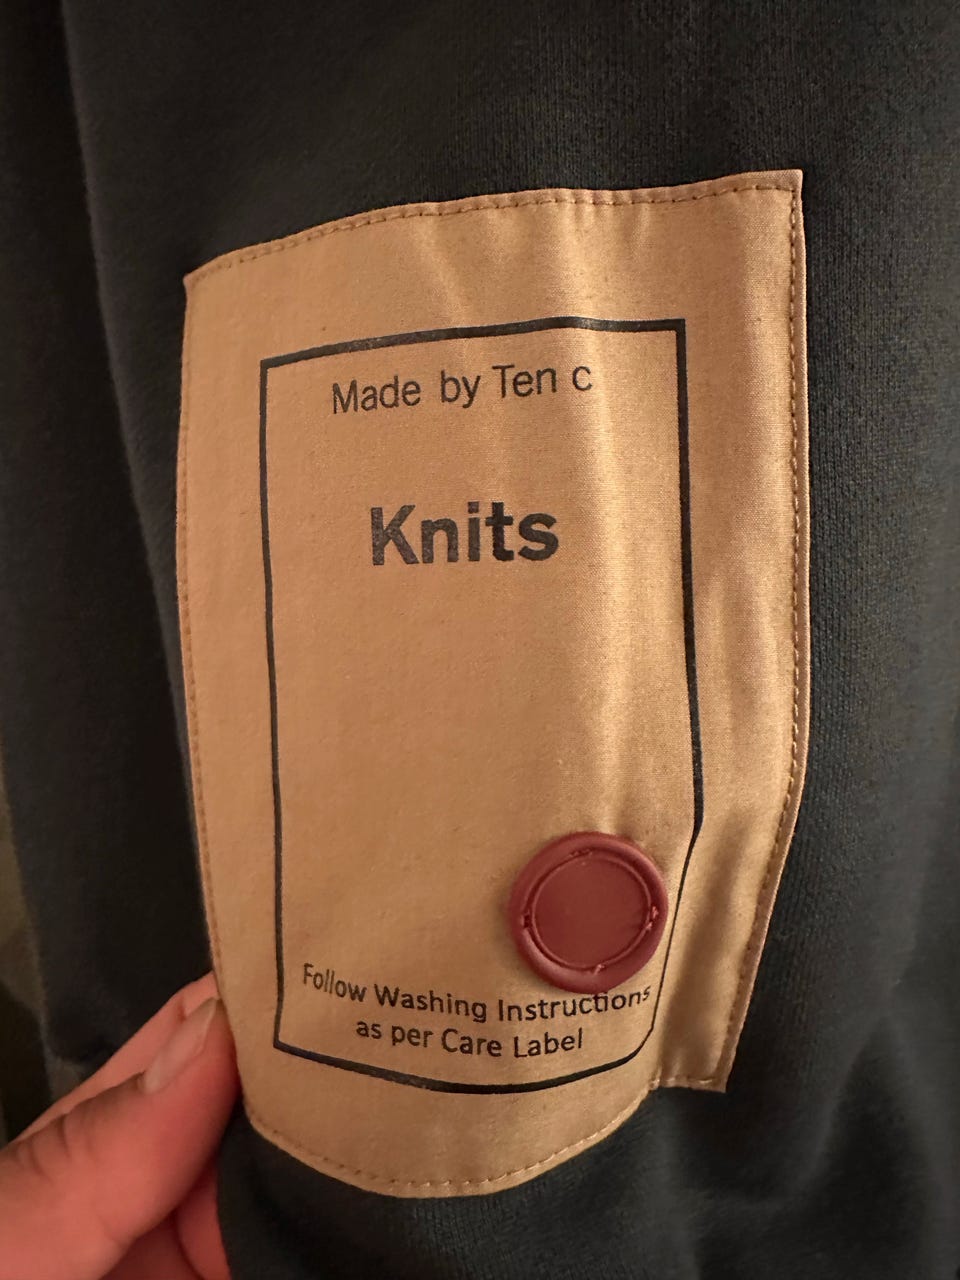 Made by Ten c
Knits
Follow Washing Instructions
as per Care Label